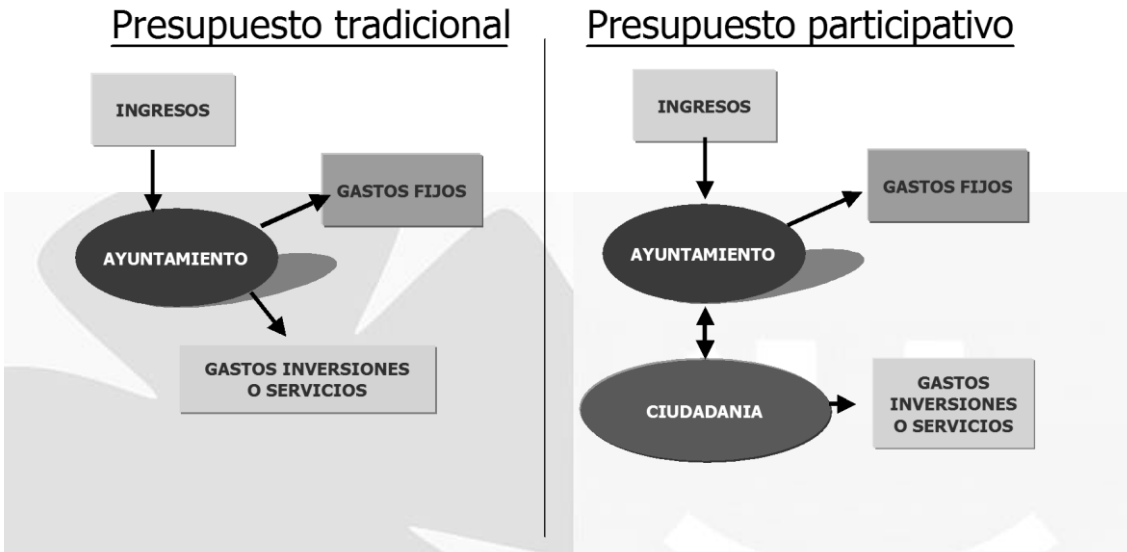 Presupuesto tradicional
INGRESOS
GASTOS FIJOS
AYUNTAMIENTO
GASTOS INVERSIONES
O SERVICIOS
Presupuesto participativo
INGRESOS
GASTOS FIJOS
AYUNTAMIENTO
CIUDADANIA
GASTOS
INVERSIONES
O SERVICIOS